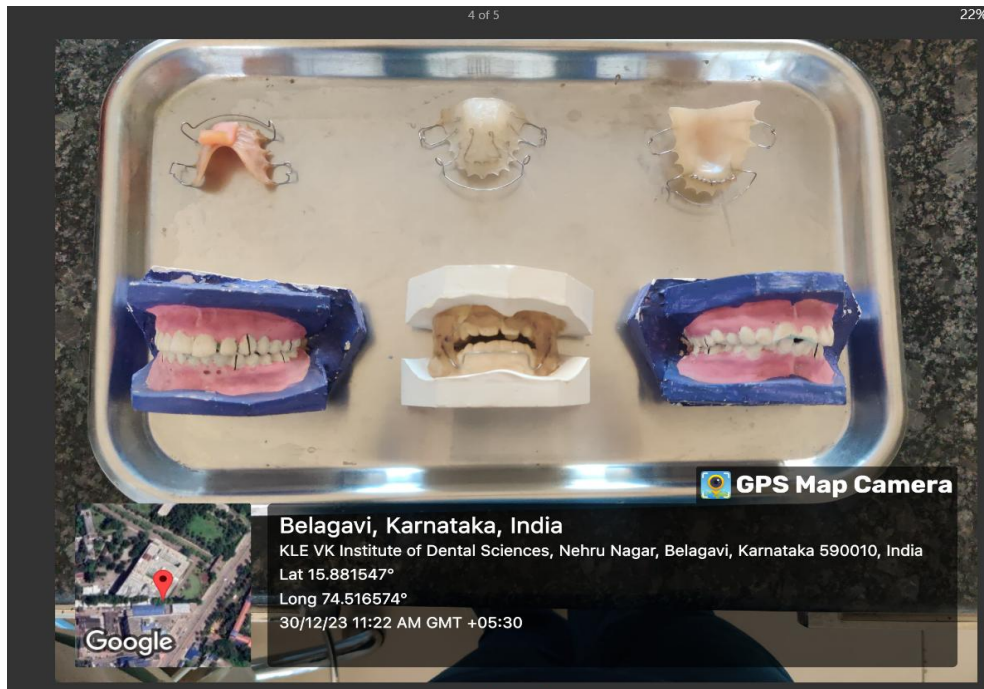 4 of 5
22%
GPS Map Camera
Belagavi, Karnataka, India
KLE VK Institute of Dental Sciences, Nehru Nagar, Belagavi, Karnataka 590010, India
Lat 15.881547°
Long 74.516574°
30/12/23 11:22 AM GMT +05:30
Google